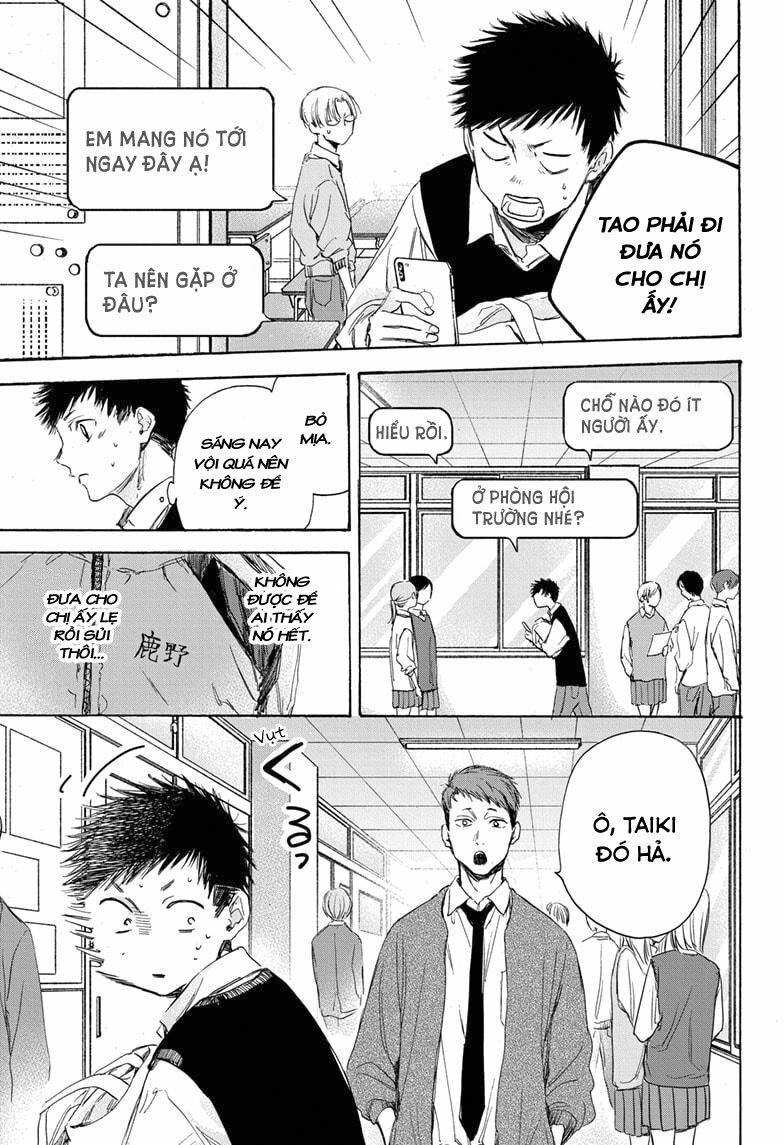 TAO PHẢI ĐI
ĐƯA NÓ
CHO CHỊ
ẤY!
EM MANG NÓ TỚI
NGAY ĐÂY Ạ!
TA NÊN GẶP Ở
ĐÂU?
CHỖ NÀO ĐÓ ÍT
NGƯỜI ẤY.
HIỂU RỒI.
Ở PHÒNG HỘI
TRƯỜNG NHÉ?
BỎ
MỊA.
SÁNG NAY
VỘI QUÁ NÊN
KHÔNG ĐỂ
Ý.
KHÔNG
ĐƯỢC ĐỂ
AI THẤY
NÓ HẾT.
ĐƯA CHO
CHỊ ẤY LẸ
RỒI SỦI
THÔI...
鹿野
Ô, TAIKI
ĐÓ HẢ.
Vụt
くるっ